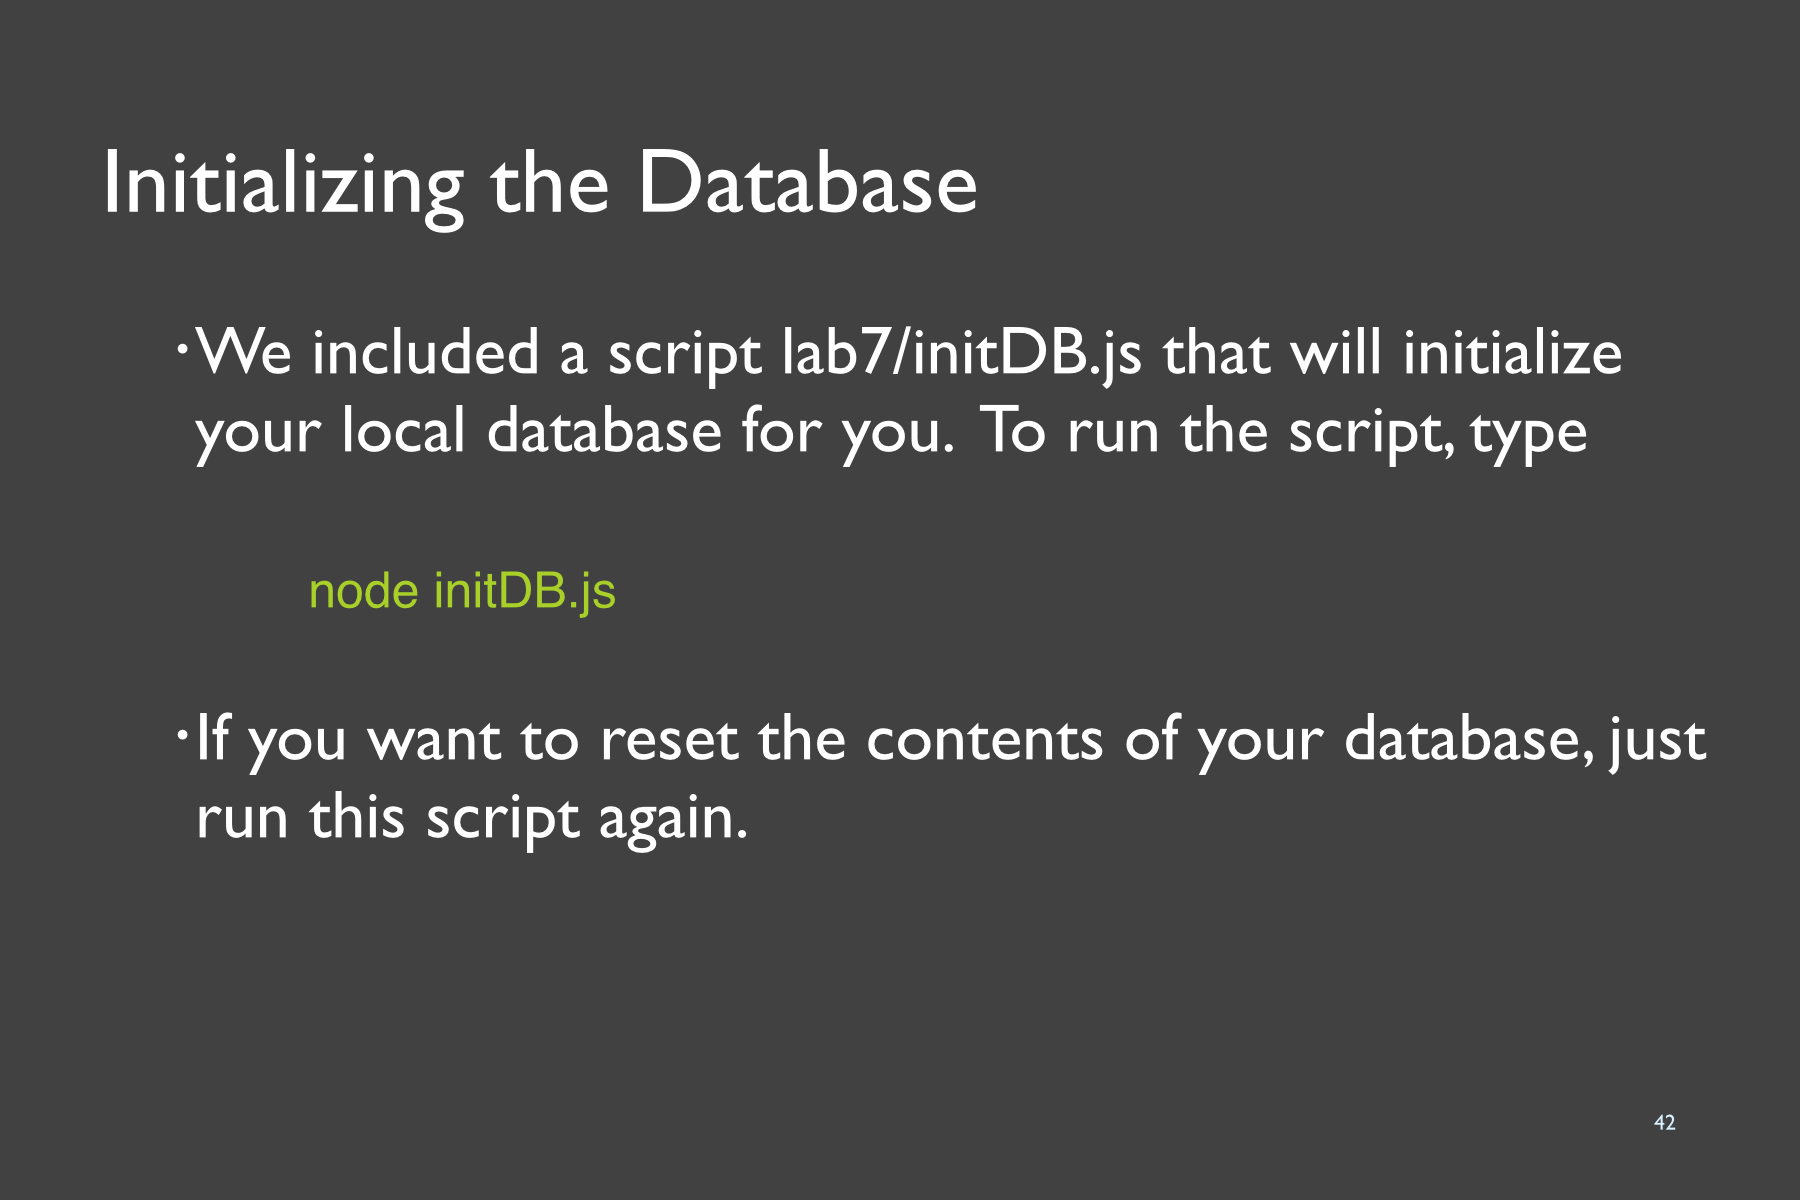 Initializing the Database
·We included a script lab7/initDB.js that will initialize
your local database for you. To run the script, type
node initDB.js
·If you want to reset the contents of your database, just
run this script again.
42